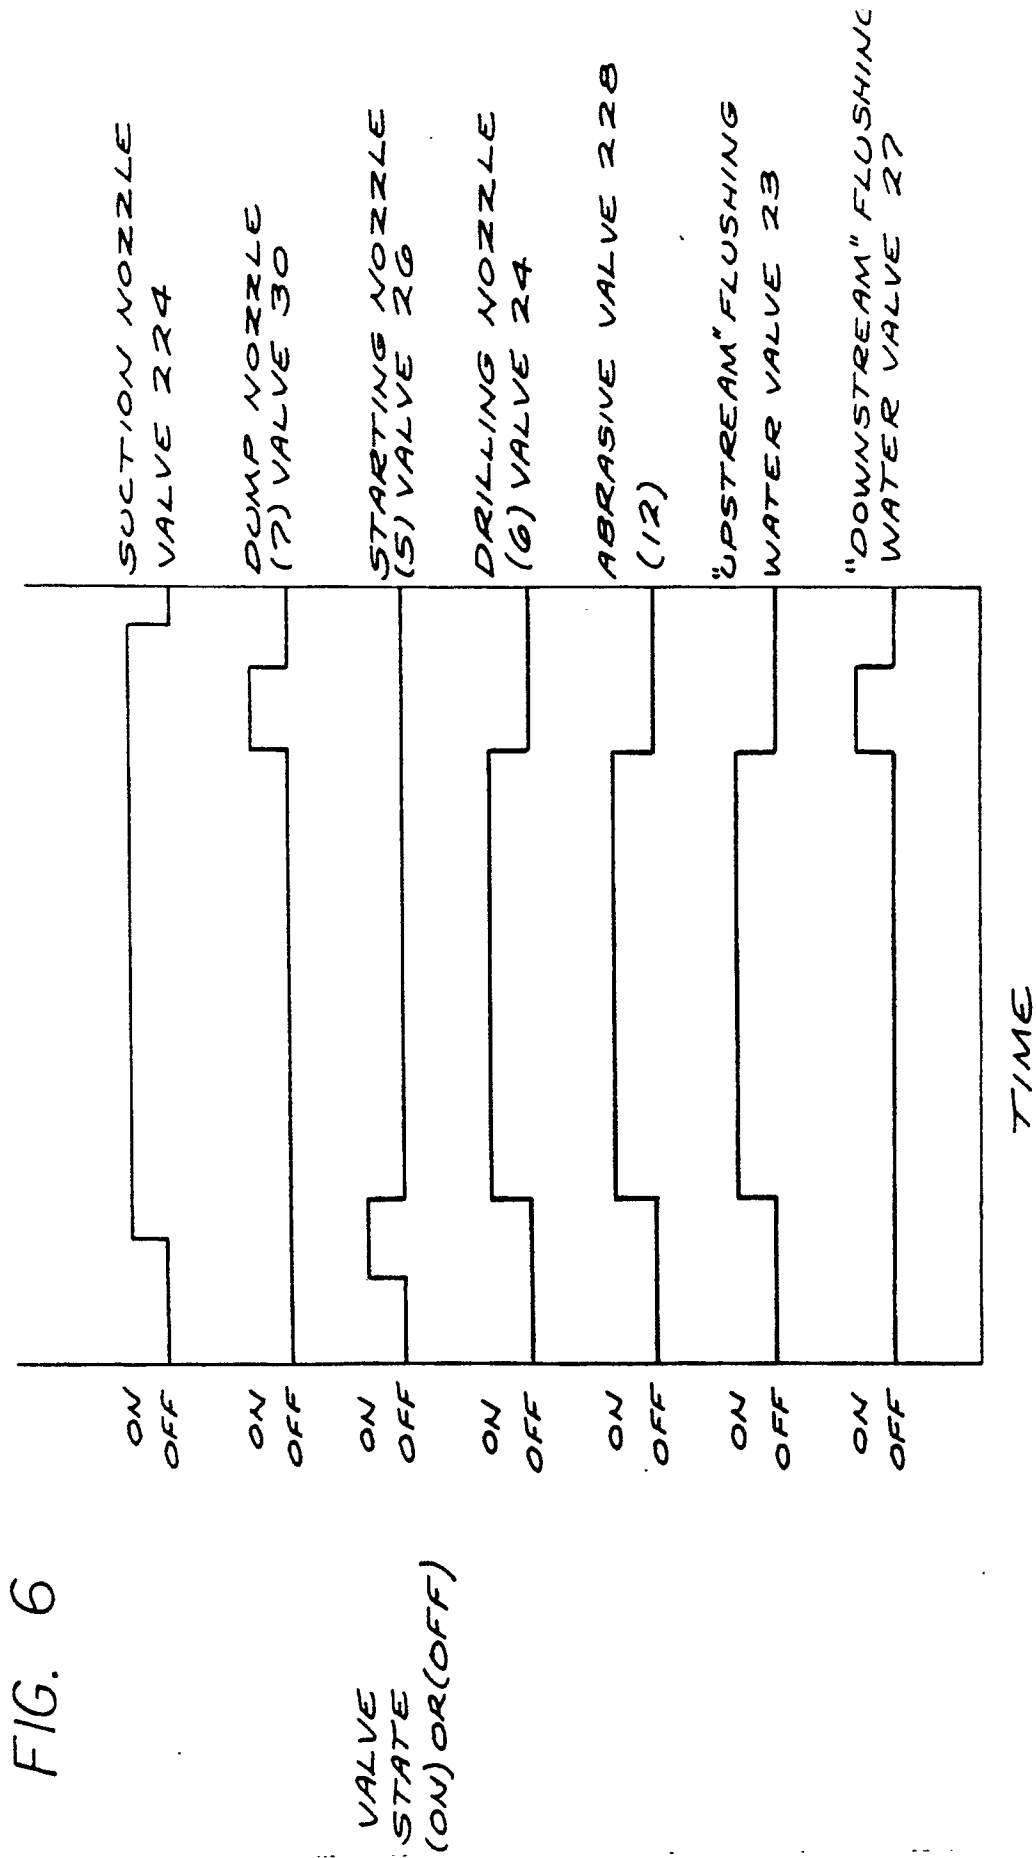 FIG. 6
VALVE
STATE
(ON) OR (OFF)
ON
OFF
SUCTION NOZZLE
VALVE 224
ON
OFF
DUMP NOZZLE
(7) VALVE 30
ON
OFF
STARTING NOZZLE
(5) VALVE 26
ON
OFF
DRILLING NOZZLE
(6) VALVE 24
ON
OFF
ABRASIVE VALVE 228
(12)
ON
OFF
"UPSTREAM" FLUSHING
WATER VALVE 23
ON
OFF
"DOWNSTREAM" FLUSHING
WATER VALVE 27
TIME